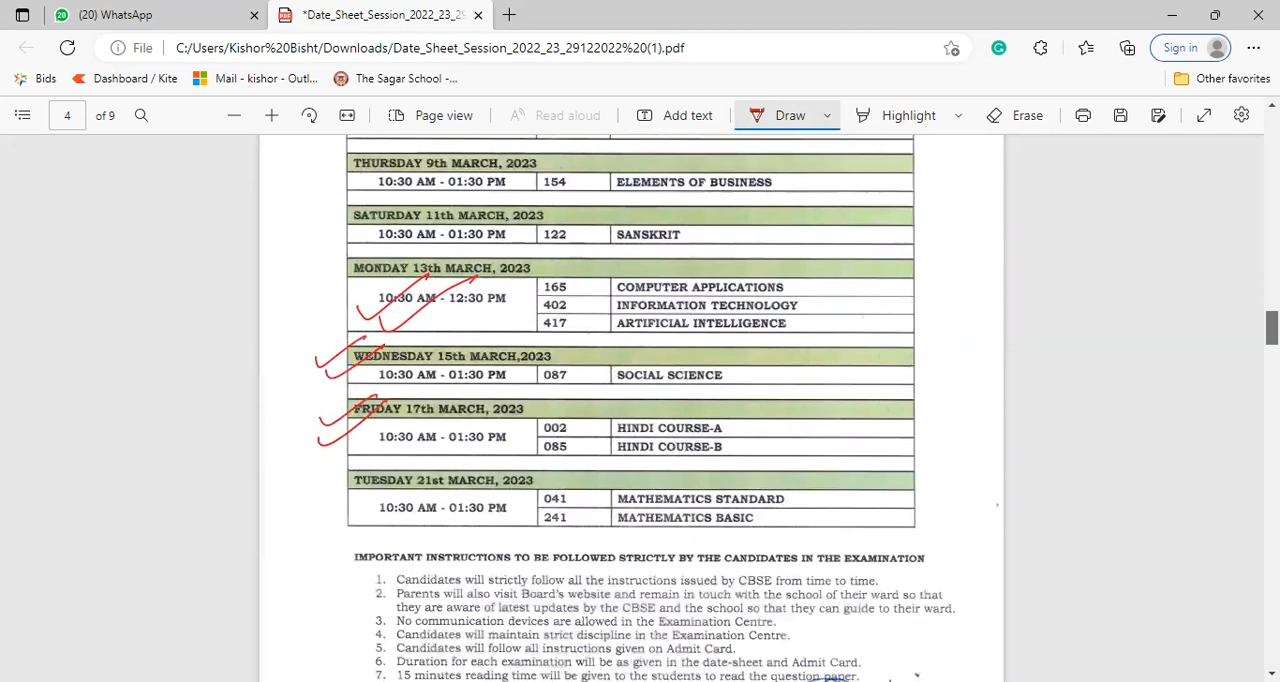 (20) WhatsApp
*Date_Sheet_Session_2022_23_29
File C:/Users/Kishor%20Bisht/Downloads/Date_Sheet_Session_2022_23_29122022%20(1).pdf Sign in
Bids Dashboard / Kite Mail - kishor - Outl... The Sagar School -... Other favorites
4 of 9 Page view Read aloud Add text Draw Highlight Erase
THURSDAY 9th MARCH, 2023
10:30 AM - 01:30 PM 154 ELEMENTS OF BUSINESS
SATURDAY 11th MARCH, 2023
10:30 AM - 01:30 PM 122 SANSKRIT
MONDAY 13th MARCH, 2023
10:30 AM - 12:30 PM
165 COMPUTER APPLICATIONS
402 INFORMATION TECHNOLOGY
417 ARTIFICIAL INTELLIGENCE
WEDNESDAY 15th MARCH,2023
10:30 AM - 01:30 PM 087 SOCIAL SCIENCE
FRIDAY 17th MARCH, 2023
10:30 AM - 01:30 PM
002 HINDI COURSE-A
085 HINDI COURSE-B
TUESDAY 21st MARCH, 2023
10:30 AM - 01:30 PM
041 MATHEMATICS STANDARD
241 MATHEMATICS BASIC
IMPORTANT INSTRUCTIONS TO BE FOLLOWED STRICTLY BY THE CANDIDATES IN THE EXAMINATION
1. Candidates will strictly follow all the instructions issued by CBSE from time to time.
2. Parents will also visit Board's website and remain in touch with the school of their ward so that
they are aware of latest updates by the CBSE and the school so that they can guide to their ward.
3. No communication devices are allowed in the Examination Centre.
4. Candidates will maintain strict discipline in the Examination Centre.
5. Candidates will follow all instructions given on Admit Card.
6. Duration for each examination will be as given in the date-sheet and Admit Card.
7. 15 minutes reading time will be given to the students to read the question paper.